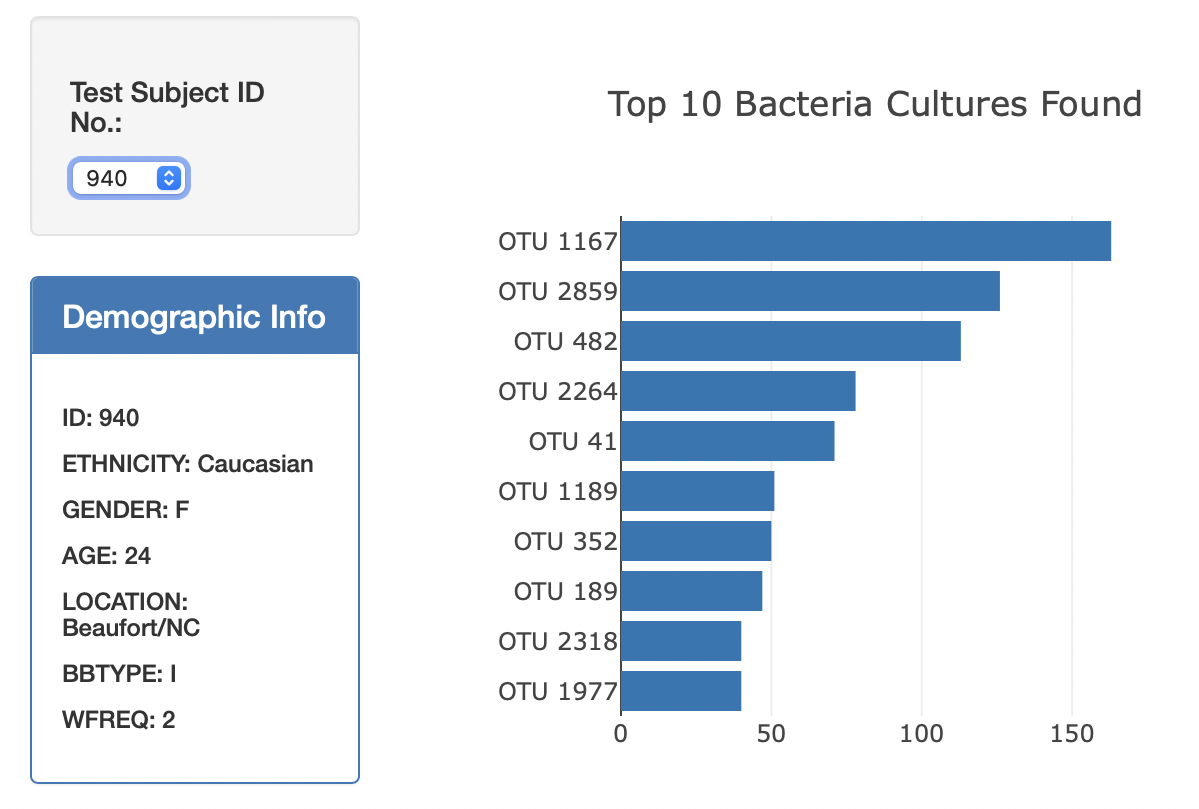 Test Subject ID
No.:
940
Demographic Info
ID: 940
ETHNICITY: Caucasian
GENDER: F
AGE: 24
LOCATION:
Beaufort/NC
BBTYPE: I
WFREQ: 2
Top 10 Bacteria Cultures Found
OTU 1167
OTU 2859
OTU 482
OTU 2264
OTU 41
OTU 1189
OTU 352
OTU 189
OTU 2318
OTU 1977
0 50 100 150